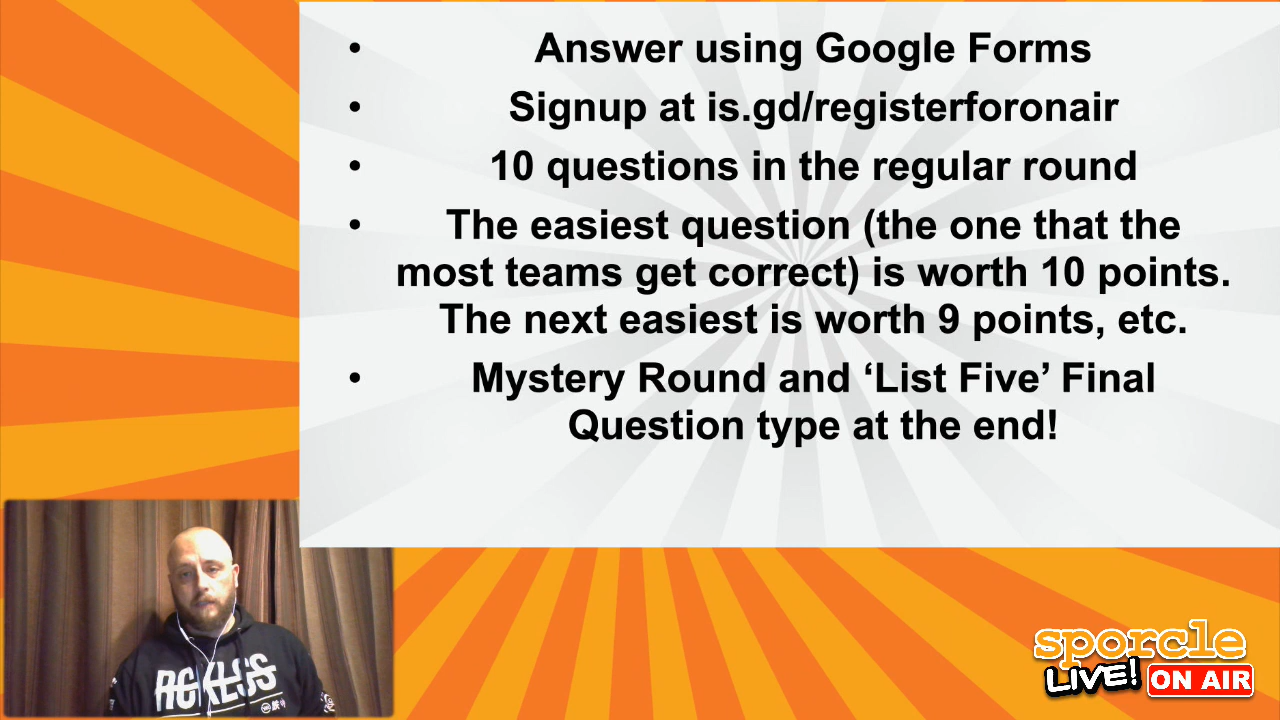 • Answer using Google Forms
• Signup at is.gd/registerforonair
• 10 questions in the regular round
• The easiest question (the one that the
most teams get correct) is worth 10 points.
The next easiest is worth 9 points, etc.
• Mystery Round and ‘List Five’ Final
Question type at the end!
sporcle
LIVE! ON AIR